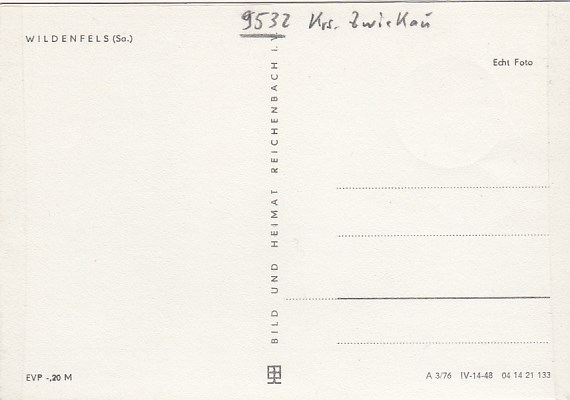 9532 Krs. Zwickau
WILDENFELS (Sa.)
Echt Foto
BILD UND HEIMAT REICHENBACH I. V.
EVP -,20 M
A 3/76 IV-14-48 04 14 21 133